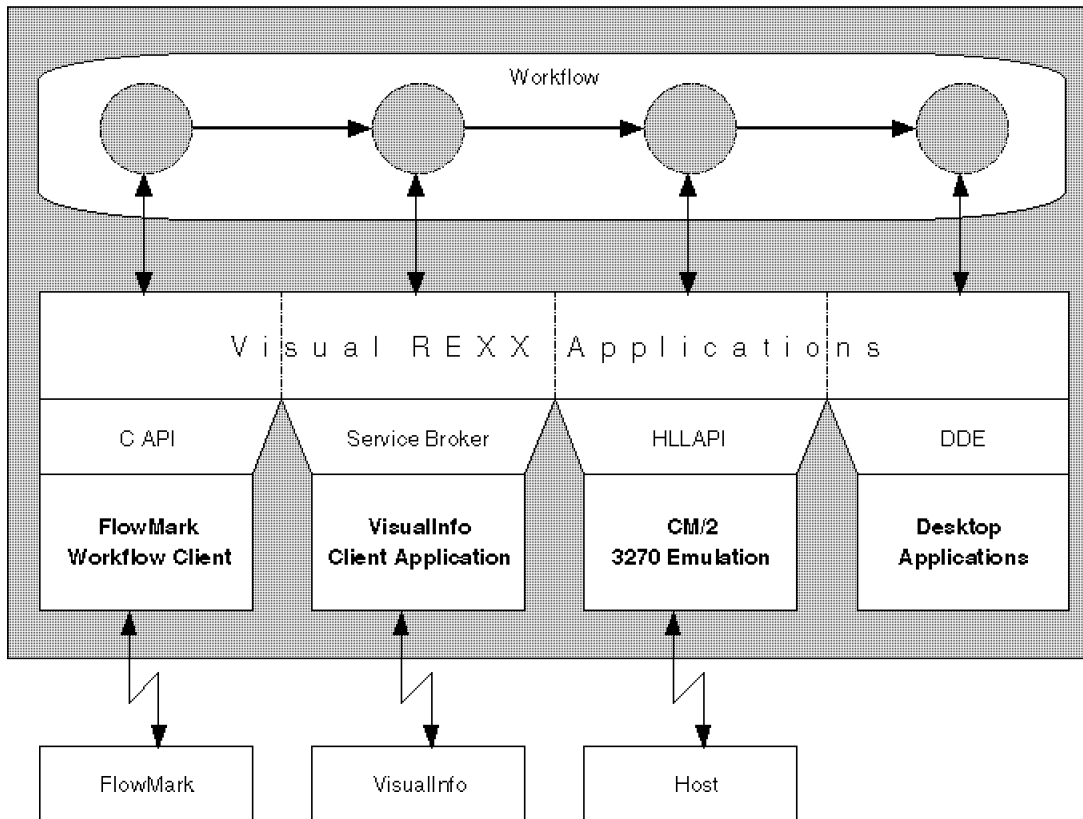 Workflow
Visual REXX Applications
C API
Service Broker
HLLAPI
DDE
FlowMark
Workflow Client
VisualInfo
Client Application
CM/2
3270 Emulation
Desktop
Applications
FlowMark
VisualInfo
Host